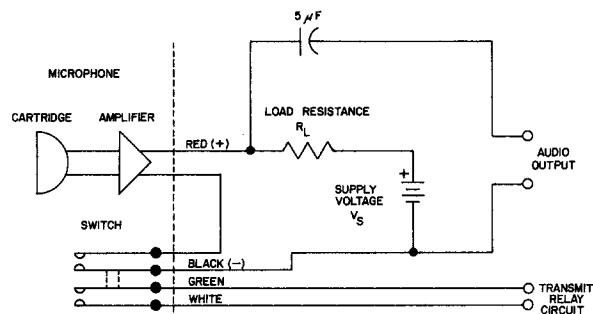 5 µF
MICROPHONE
CARTRIDGE
AMPLIFIER
LOAD RESISTANCE
RL
RED (+)
+
AUDIO
OUTPUT
SUPPLY
VOLTAGE
VS
SWITCH
BLACK (−)
GREEN
WHITE
TRANSMIT
RELAY
CIRCUIT